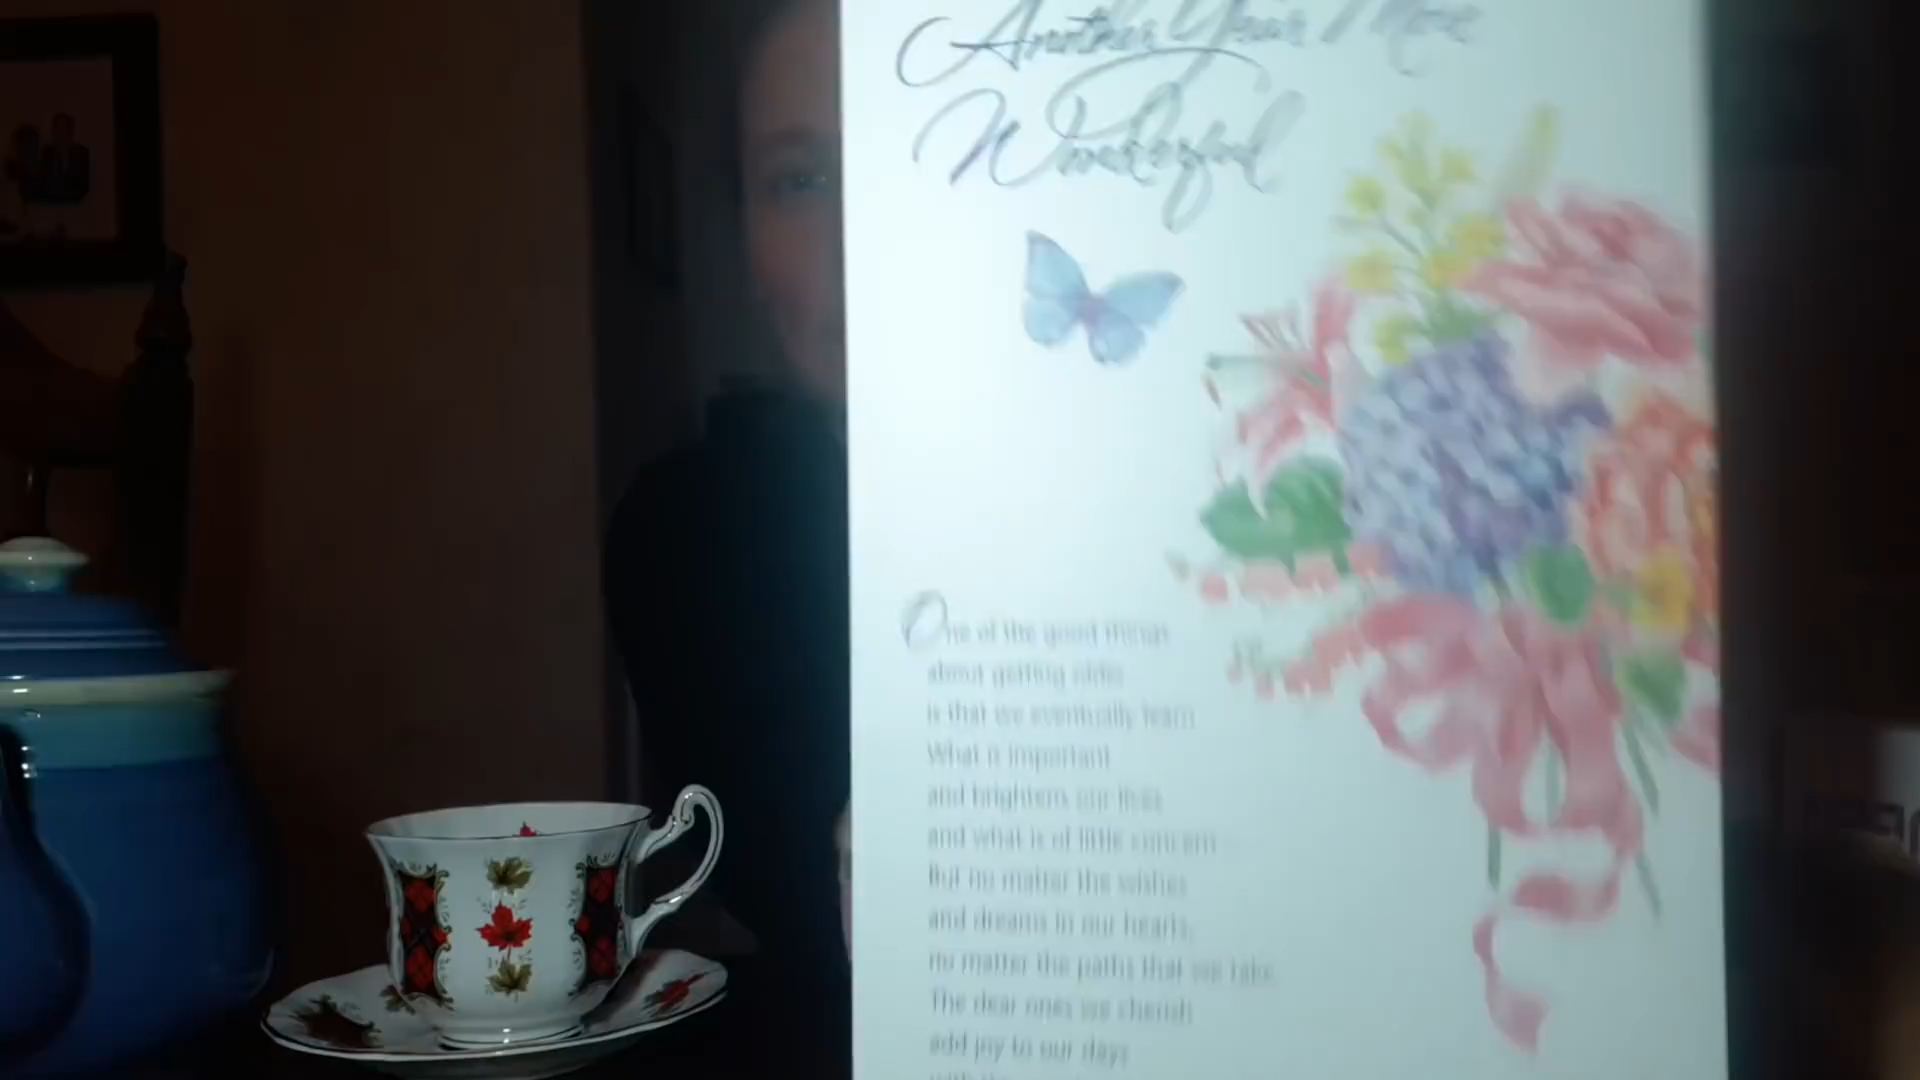 Another Year More
Wonderful
One of the good things
about getting older
is that we eventually learn
What is important
and brightens our lives
and what is of little concern
But no matter the wishes
and dreams in our hearts,
no matter the paths that we take
The dear ones we cherish
add joy to our days